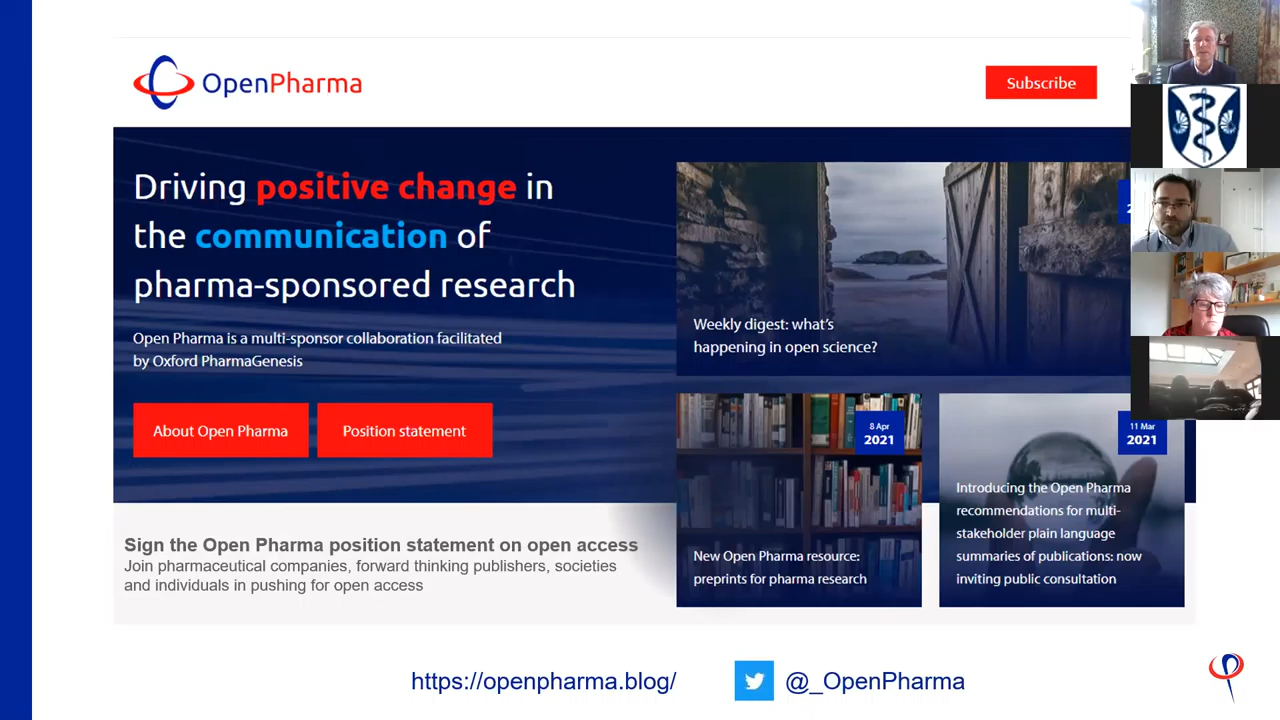 OpenPharma
Subscribe
Driving positive change in
the communication of
pharma-sponsored research
Open Pharma is a multi-sponsor collaboration facilitated
by Oxford PharmaGenesis
About Open Pharma
Position statement
Weekly digest: what's
happening in open science?
8 Apr
2021
New Open Pharma resource:
preprints for pharma research
11 Mar
2021
Introducing the Open Pharma
recommendations for multi-
stakeholder plain language
summaries of publications: now
inviting public consultation
Sign the Open Pharma position statement on open access
Join pharmaceutical companies, forward thinking publishers, societies
and individuals in pushing for open access
https://openpharma.blog/
@_OpenPharma